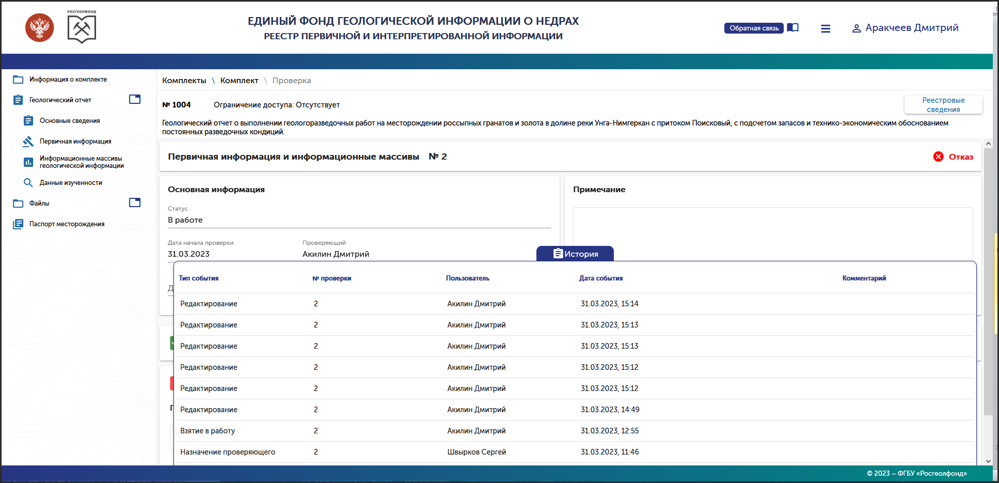 РОСГЕОЛФОНД
ЕДИНЫЙ ФОНД ГЕОЛОГИЧЕСКОЙ ИНФОРМАЦИИ О НЕДРАХ
РЕЕСТР ПЕРВИЧНОЙ И ИНТЕРПРЕТИРОВАННОЙ ИНФОРМАЦИИ
Обратная связь
Аракчеев Дмитрий
Информация о комплекте
Геологический отчет
Основные сведения
Первичная информация
Информационные массивы
геологической информации
Данные изученности
Файлы
Паспорт месторождения
Комплекты \ Комплект \ Проверка
№ 1004 Ограничение доступа: Отсутствует
Реестровые
сведения
Геологический отчет о выполнении геологоразведочных работ на месторождении россыпных гранатов и золота в долине реки Унга-Нимгеркан с притоком Поисковый, с подсчетом запасов и технико-экономическим обоснованием
постоянных разведочных кондиций.
Первичная информация и информационные массивы № 2
Отказ
Основная информация
Статус
В работе
Дата начала проверки Проверяющий
31.03.2023 Акилин Дмитрий
Примечание
История
Тип события № проверки Пользователь Дата события Комментарий
Редактирование 2 Акилин Дмитрий 31.03.2023, 15:14
Редактирование 2 Акилин Дмитрий 31.03.2023, 15:13
Редактирование 2 Акилин Дмитрий 31.03.2023, 15:13
Редактирование 2 Акилин Дмитрий 31.03.2023, 15:12
Редактирование 2 Акилин Дмитрий 31.03.2023, 15:12
Редактирование 2 Акилин Дмитрий 31.03.2023, 14:49
Взятие в работу 2 Акилин Дмитрий 31.03.2023, 12:55
Назначение проверяющего 2 Швырков Сергей 31.03.2023, 11:46
© 2023 – ФГБУ «Росгеолфонд»